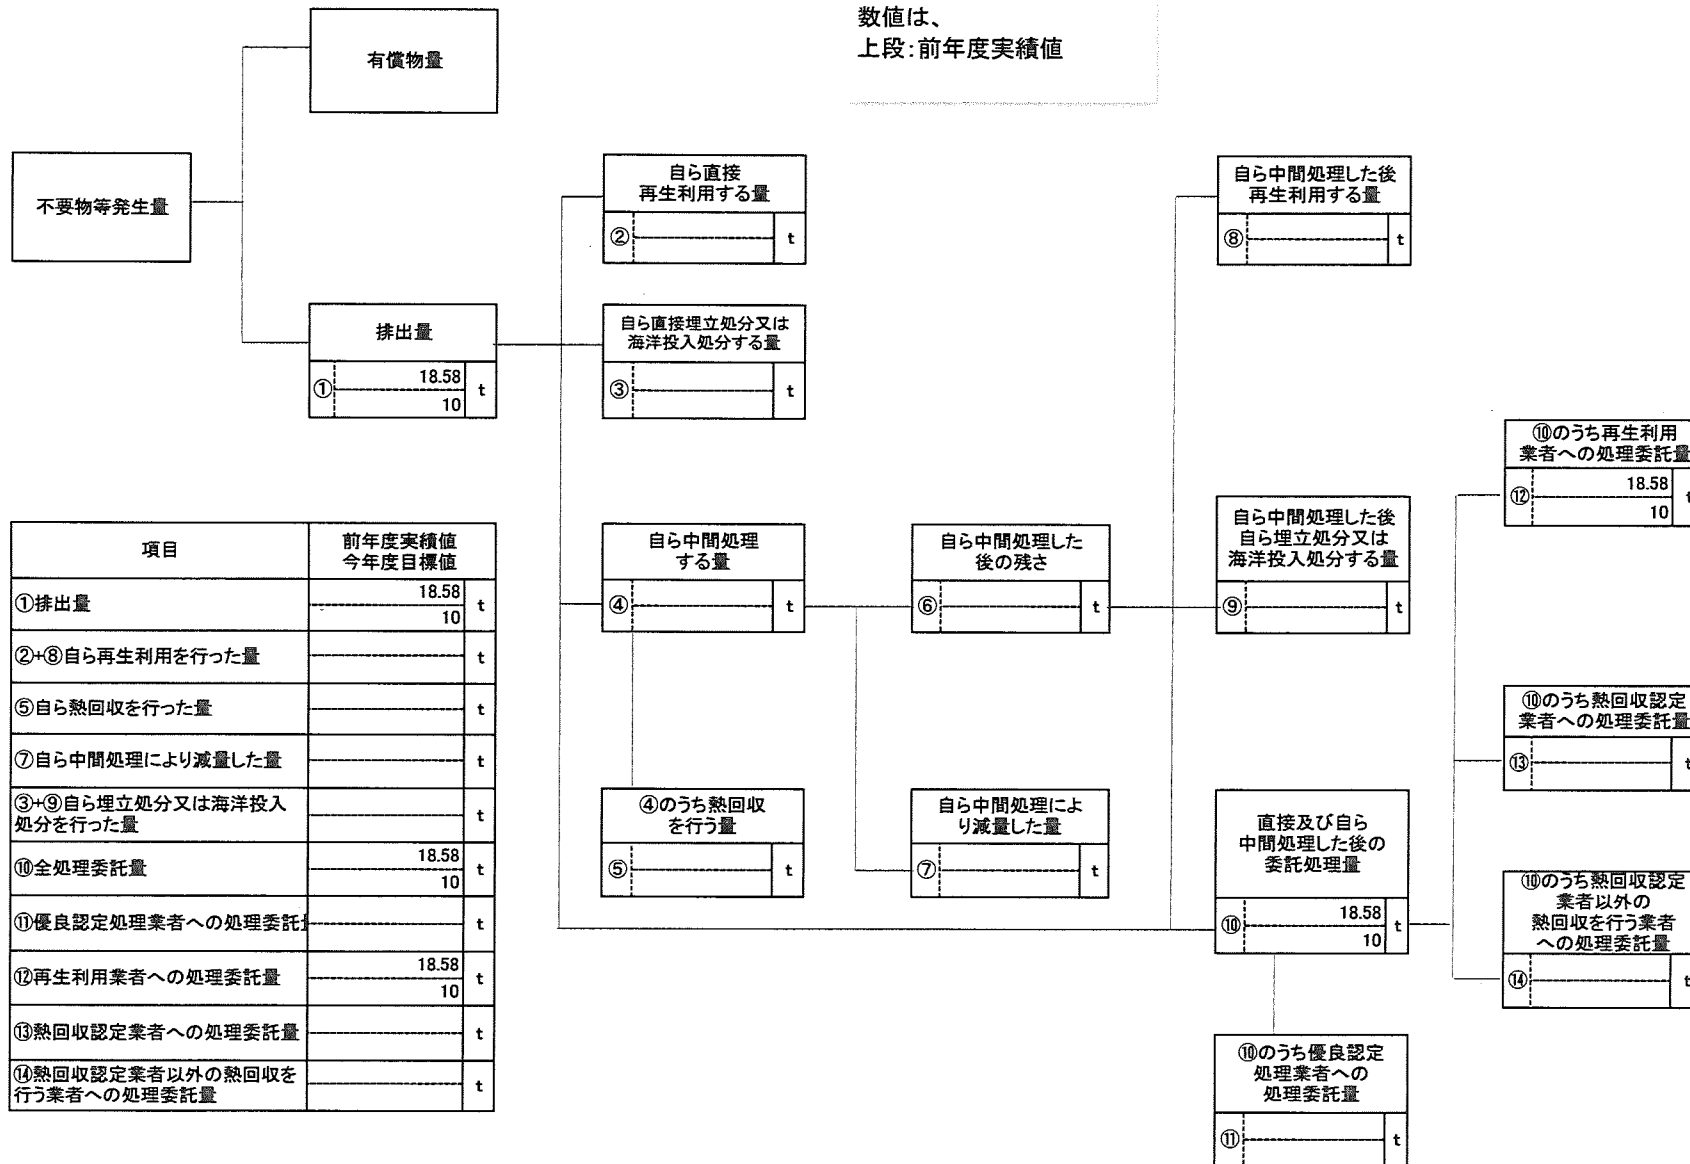 数値は、
上段:前年度実績値
有償物量
不要物等発生量
排出量
① 18.58 t
10
自ら直接
再生利用する量
② t
自ら直接埋立処分又は
海洋投入処分する量
③ t
自ら中間処理
する量
④ t
④のうち熱回収
を行う量
⑤ t
自ら中間処理した
後の残さ
⑥ t
自ら中間処理によ
り減量した量
⑦ t
自ら中間処理した後
再生利用する量
⑧ t
自ら中間処理した後
自ら埋立処分又は
海洋投入処分する量
⑨ t
直接及び自ら
中間処理した後の
委託処理量
⑩ 18.58 t
10
⑩のうち優良認定
処理業者への
処理委託量
⑪ t
⑩のうち再生利用
業者への処理委託量
⑫ 18.58 t
10
⑩のうち熱回収認定
業者への処理委託量
⑬ t
⑩のうち熱回収認定
業者以外の
熱回収を行う業者
への処理委託量
⑭ t
項目 前年度実績値
今年度目標値
①排出量 18.58 t
10
②+⑧自ら再生利用を行った量 t
⑤自ら熱回収を行った量 t
⑦自ら中間処理により減量した量 t
③+⑨自ら埋立処分又は海洋投入
処分を行った量 t
⑩全処理委託量 18.58 t
10
⑪優良認定処理業者への処理委託 t
⑫再生利用業者への処理委託量 18.58 t
10
⑬熱回収認定業者への処理委託量 t
⑭熱回収認定業者以外の熱回収を
行う業者への処理委託量 t